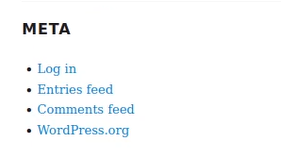 META
Log in
Entries feed
Comments feed
WordPress.org